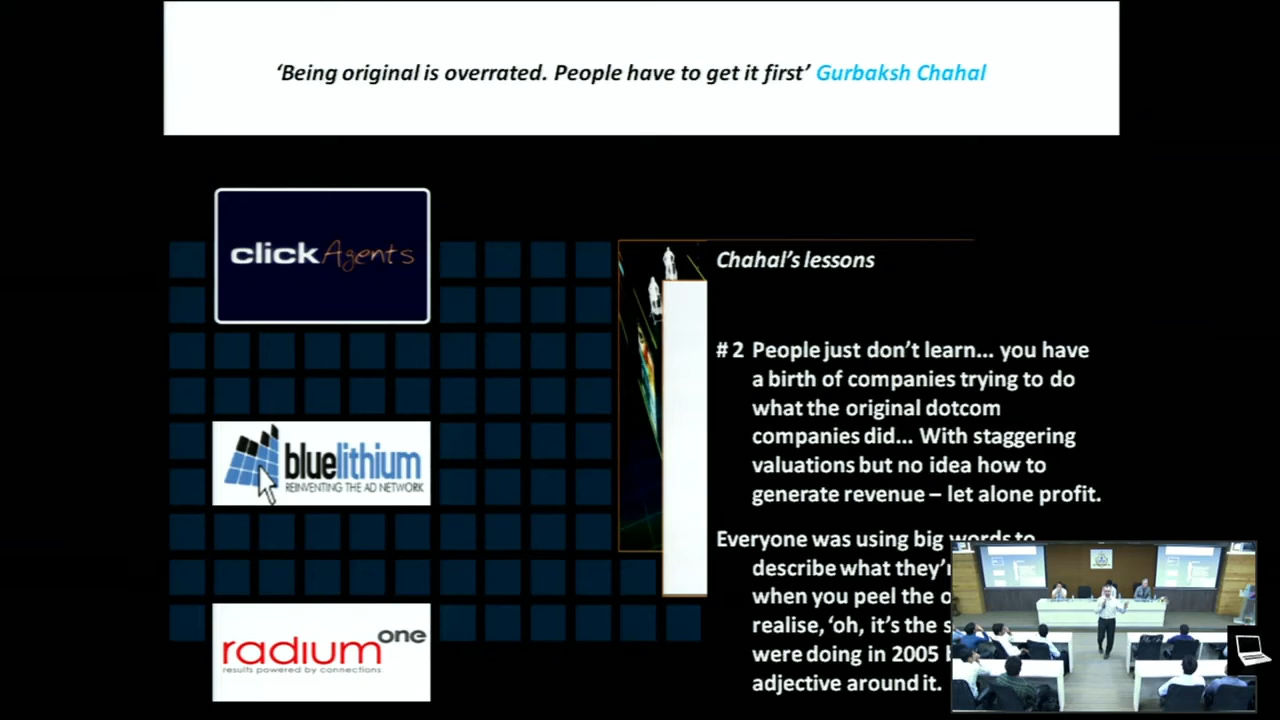 ‘Being original is overrated. People have to get it first’ Gurbaksh Chahal
clickAgents
Chahal’s lessons
# 2 People just don’t learn... you have
a birth of companies trying to do
what the original dotcom
companies did... With staggering
valuations but no idea how to
generate revenue – let alone profit.
bluelithium
REINVENTING THE AD NETWORK
Everyone was using big words to
describe what they’r
when you peel the o
realise, ‘oh, it’s the s
were doing in 2005 b
adjective around it.
radiumone
results powered by connections